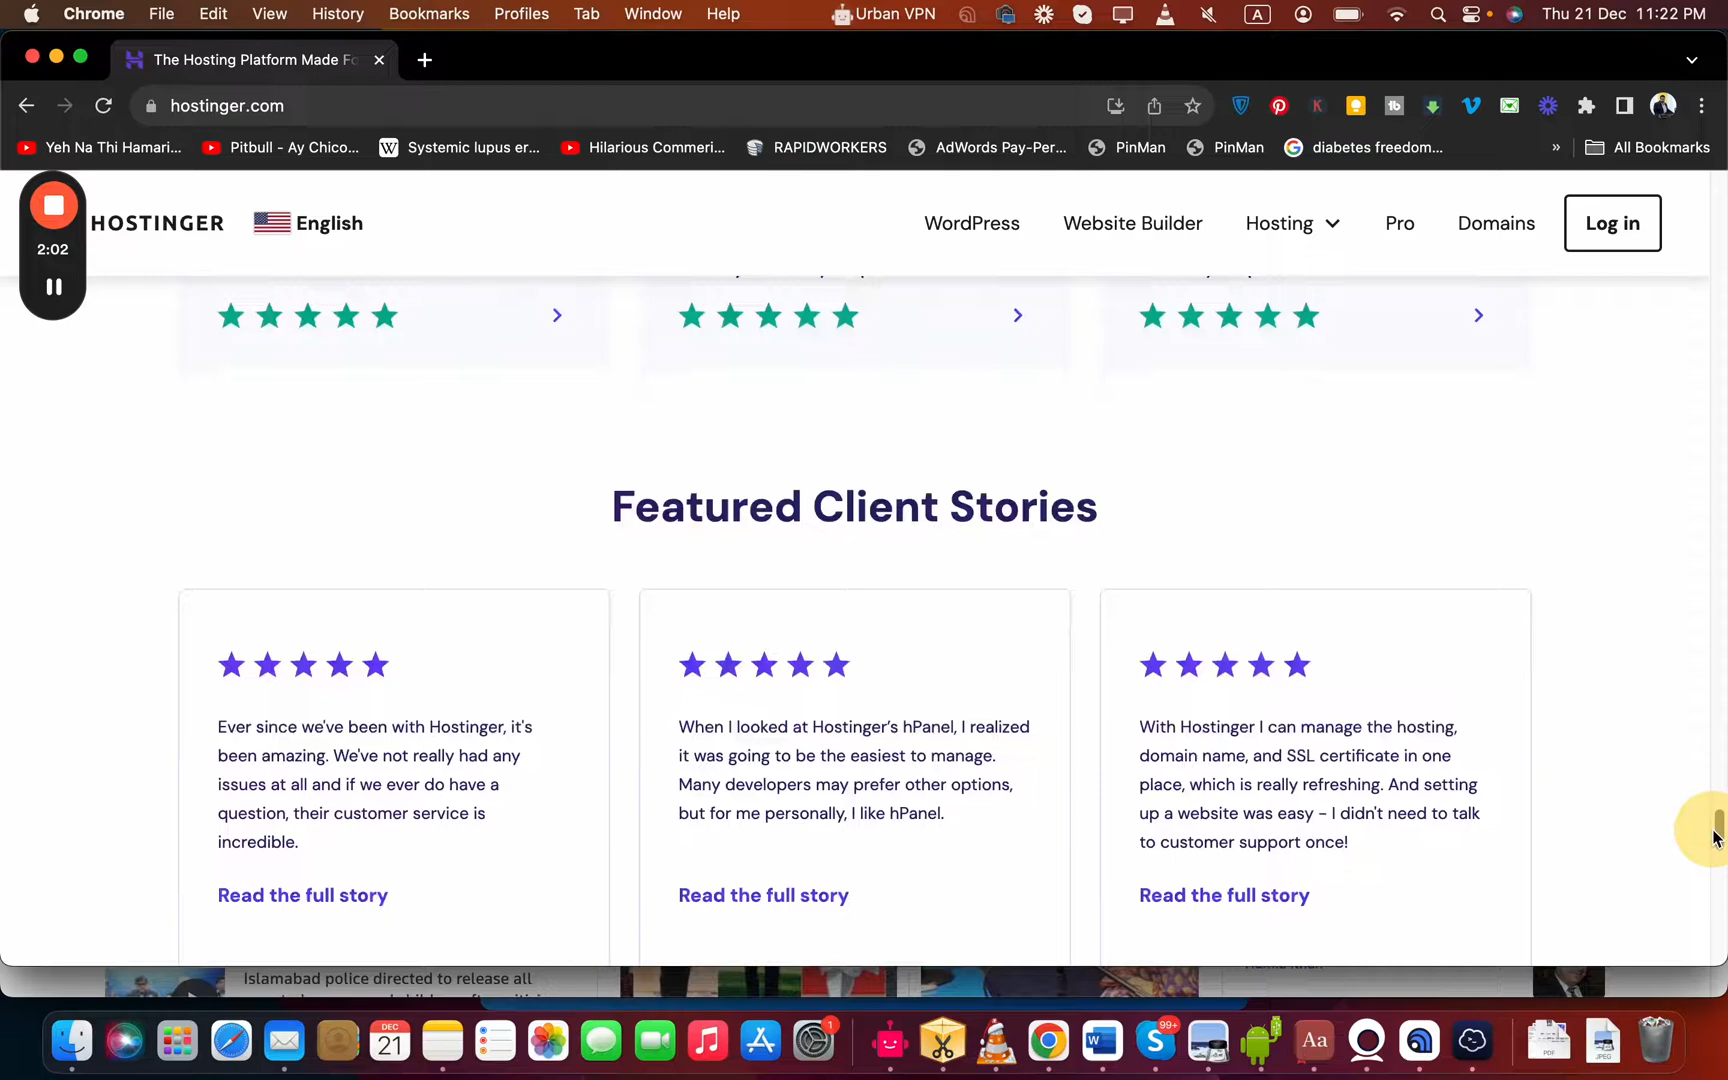 Chrome File Edit View History Bookmarks Profiles Tab Window Help Urban VPN A Thu 21 Dec 11:22 PM
The Hosting Platform Made Fo
hostinger.com
K tb
Yeh Na Thi Hamari... Pitbull - Ay Chico... W Systemic lupus er... Hilarious Commeri... RAPIDWORKERS AdWords Pay-Per... PinMan PinMan diabetes freedom... » All Bookmarks
HOSTINGER English WordPress Website Builder Hosting Pro Domains Log in
2:02
Featured Client Stories
Ever since we've been with Hostinger, it's
been amazing. We've not really had any
issues at all and if we ever do have a
question, their customer service is
incredible.
Read the full story
When I looked at Hostinger’s hPanel, I realized
it was going to be the easiest to manage.
Many developers may prefer other options,
but for me personally, I like hPanel.
Read the full story
With Hostinger I can manage the hosting,
domain name, and SSL certificate in one
place, which is really refreshing. And setting
up a website was easy – I didn't need to talk
to customer support once!
Read the full story
Islamabad police directed to release all
DEC
21
1
99+
Aa
PDF
JPEG